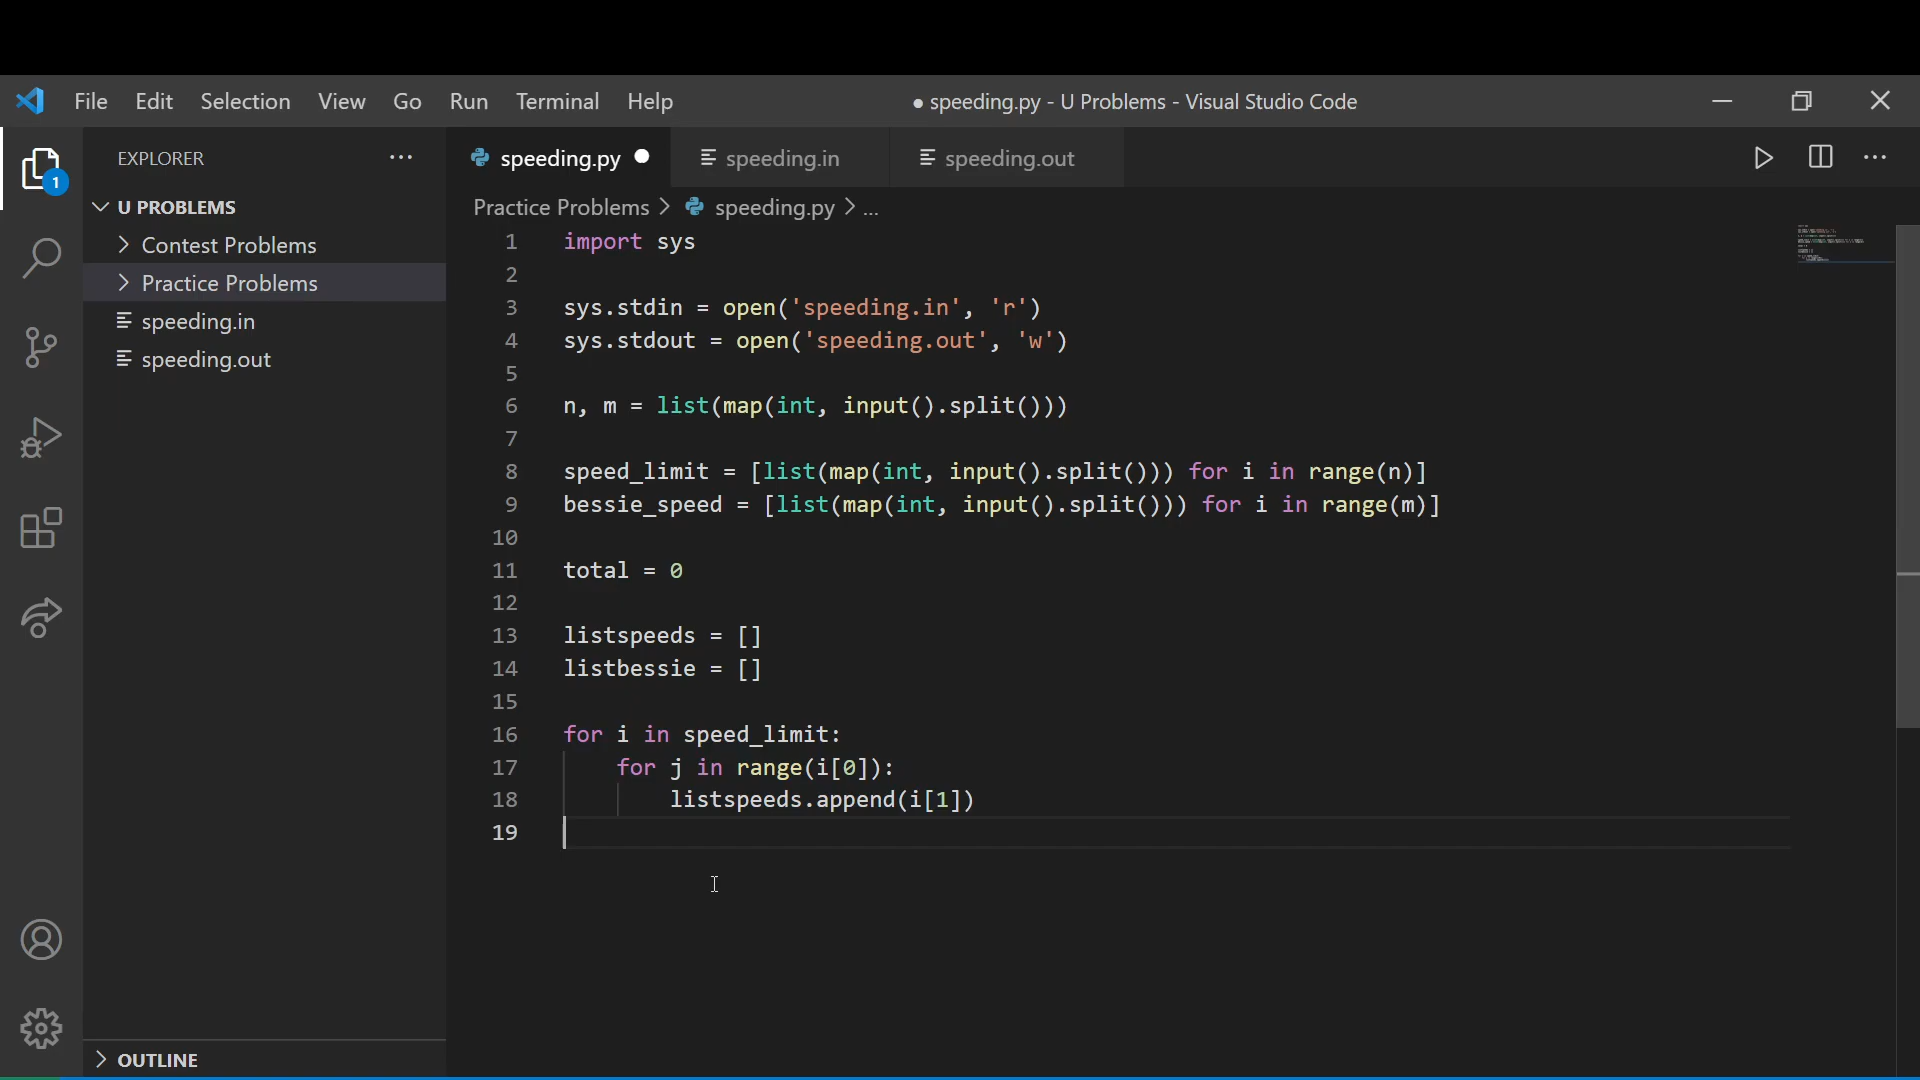 File Edit Selection View Go Run Terminal Help
● speeding.py - U Problems - Visual Studio Code
EXPLORER
1
U PROBLEMS
Contest Problems
Practice Problems
speeding.in
speeding.out
OUTLINE
speeding.py speeding.in speeding.out
Practice Problems > speeding.py > ...
1 import sys
2
3 sys.stdin = open('speeding.in', 'r')
4 sys.stdout = open('speeding.out', 'w')
5
6 n, m = list(map(int, input().split()))
7
8 speed_limit = [list(map(int, input().split())) for i in range(n)]
9 bessie_speed = [list(map(int, input().split())) for i in range(m)]
10
11 total = 0
12
13 listspeeds = []
14 listbessie = []
15
16 for i in speed_limit:
17     for j in range(i[0]):
18         listspeeds.append(i[1])
19